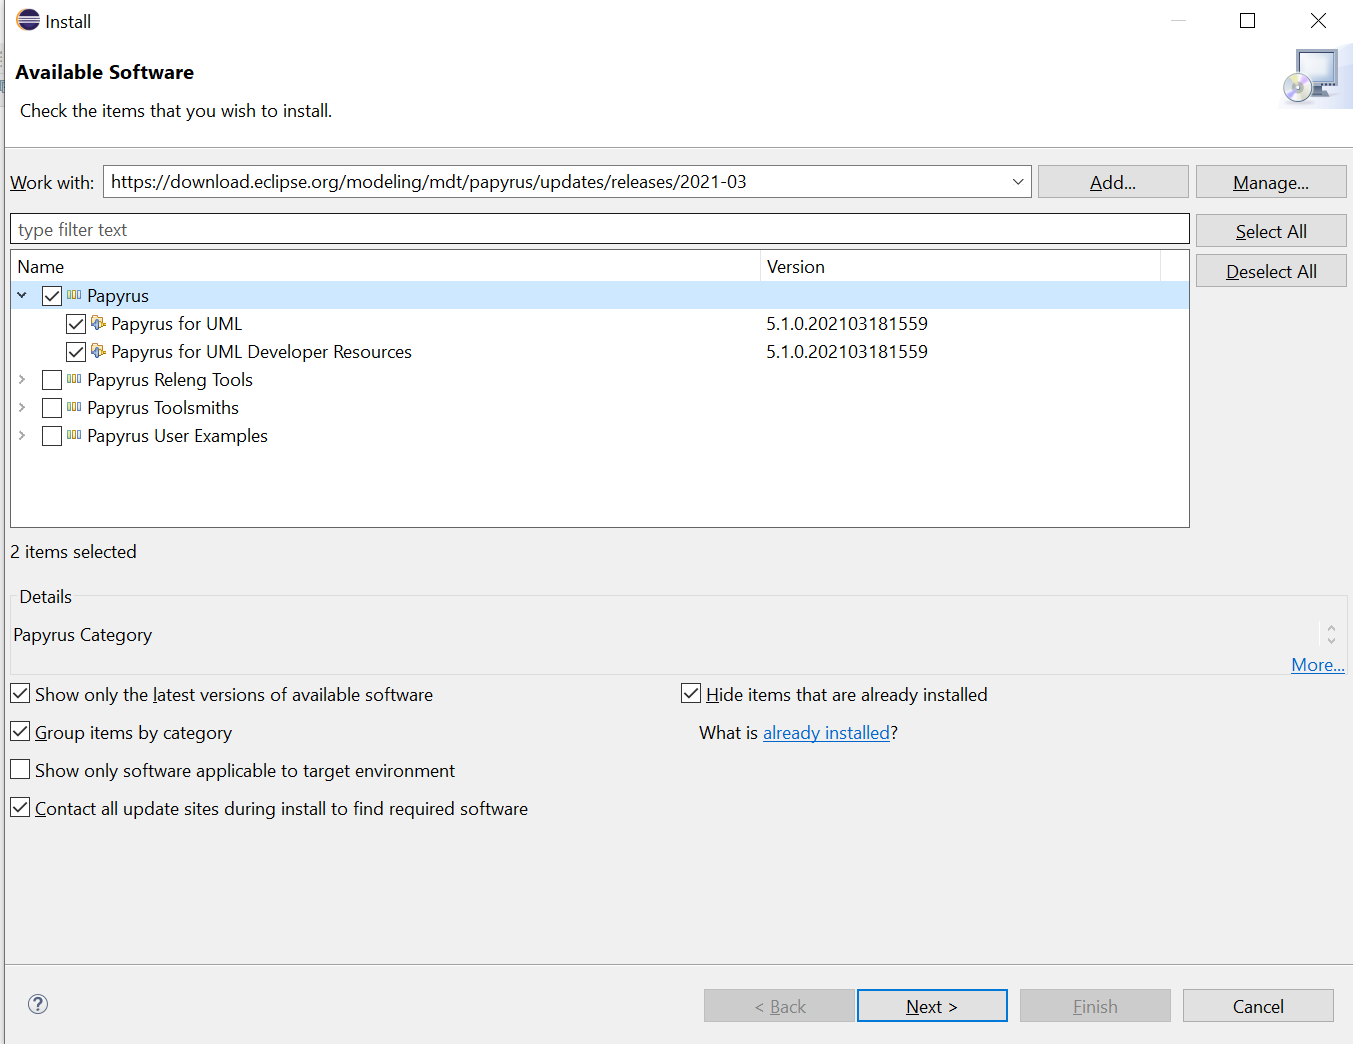 Install
Available Software
Check the items that you wish to install.
Work with: https://download.eclipse.org/modeling/mdt/papyrus/updates/releases/2021-03 Add... Manage...
type filter text Select All
Name Version Deselect All
Papyrus
Papyrus for UML 5.1.0.202103181559
Papyrus for UML Developer Resources 5.1.0.202103181559
Papyrus Releng Tools
Papyrus Toolsmiths
Papyrus User Examples
2 items selected
Details
Papyrus Category
More...
Show only the latest versions of available software Hide items that are already installed
Group items by category What is already installed?
Show only software applicable to target environment
Contact all update sites during install to find required software
? < Back Next > Finish Cancel